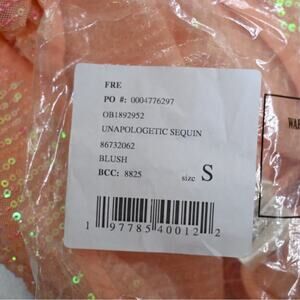 FRE
PO #: 0004776297
OB1892952
UNAPOLOGETIC SEQUIN
86732062
BLUSH
BCC: 8825
size S
1 97785 40012 2